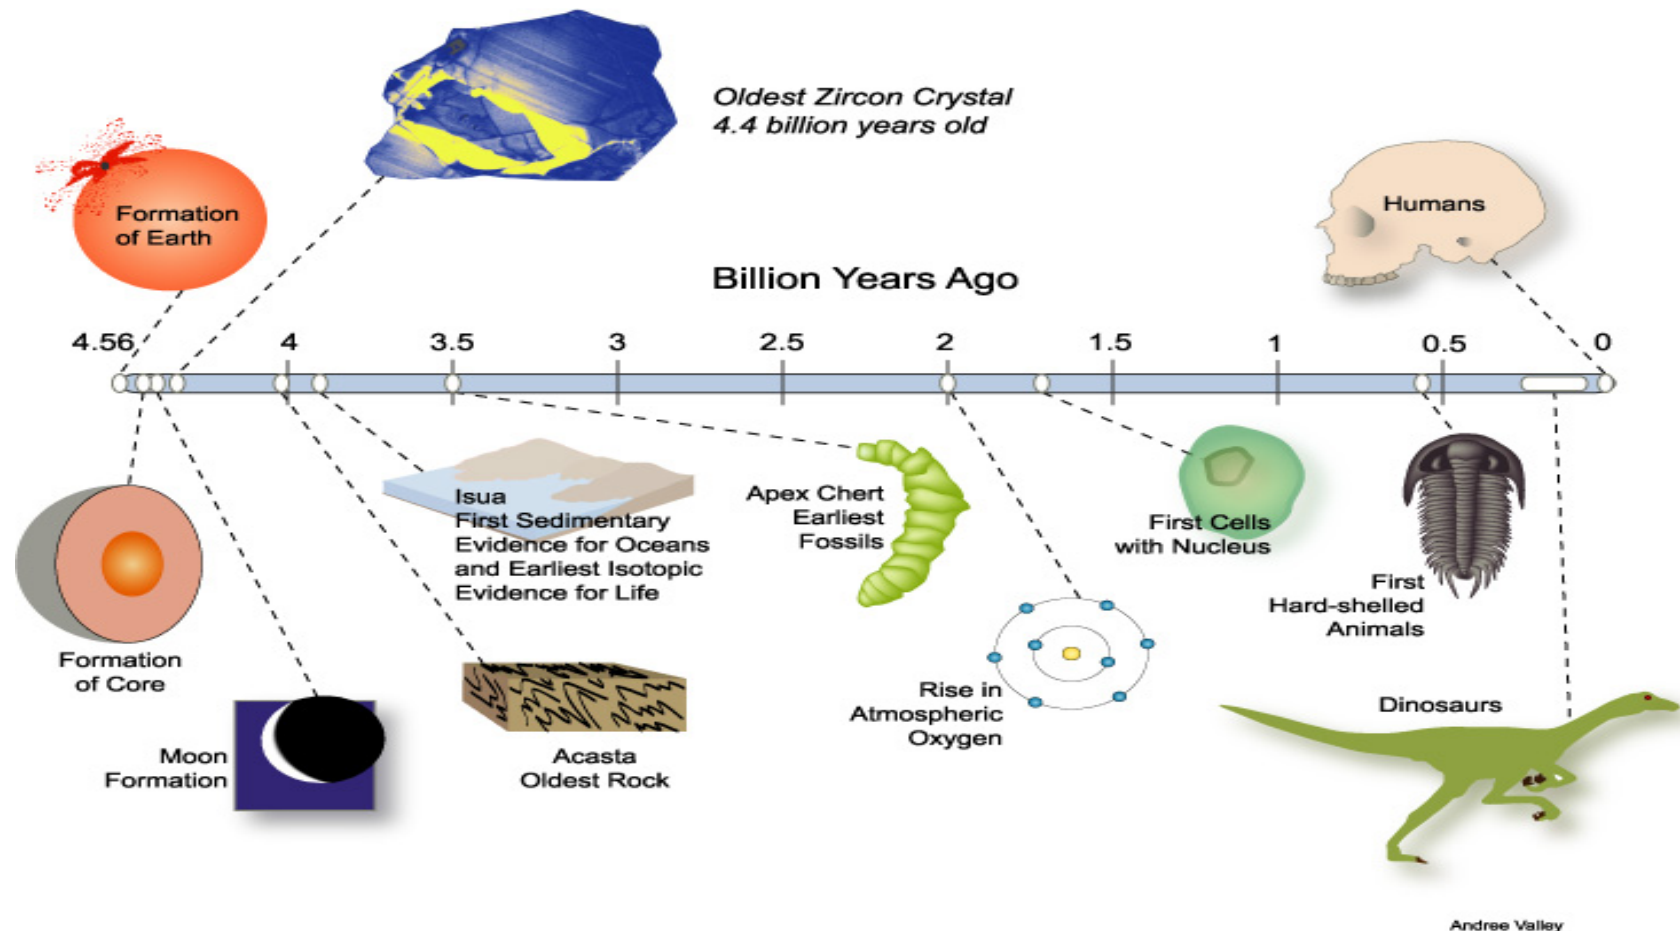 Oldest Zircon Crystal
4.4 billion years old
Formation
of Earth
Humans
Billion Years Ago
4.56
4
3.5
3
2.5
2
1.5
1
0.5
0
Isua
First Sedimentary
Evidence for Oceans
and Earliest Isotopic
Evidence for Life
Apex Chert
Earliest
Fossils
First Cells
with Nucleus
First
Hard-shelled
Animals
Formation
of Core
Rise in
Atmospheric
Oxygen
Dinosaurs
Moon
Formation
Acasta
Oldest Rock
Andree Valley